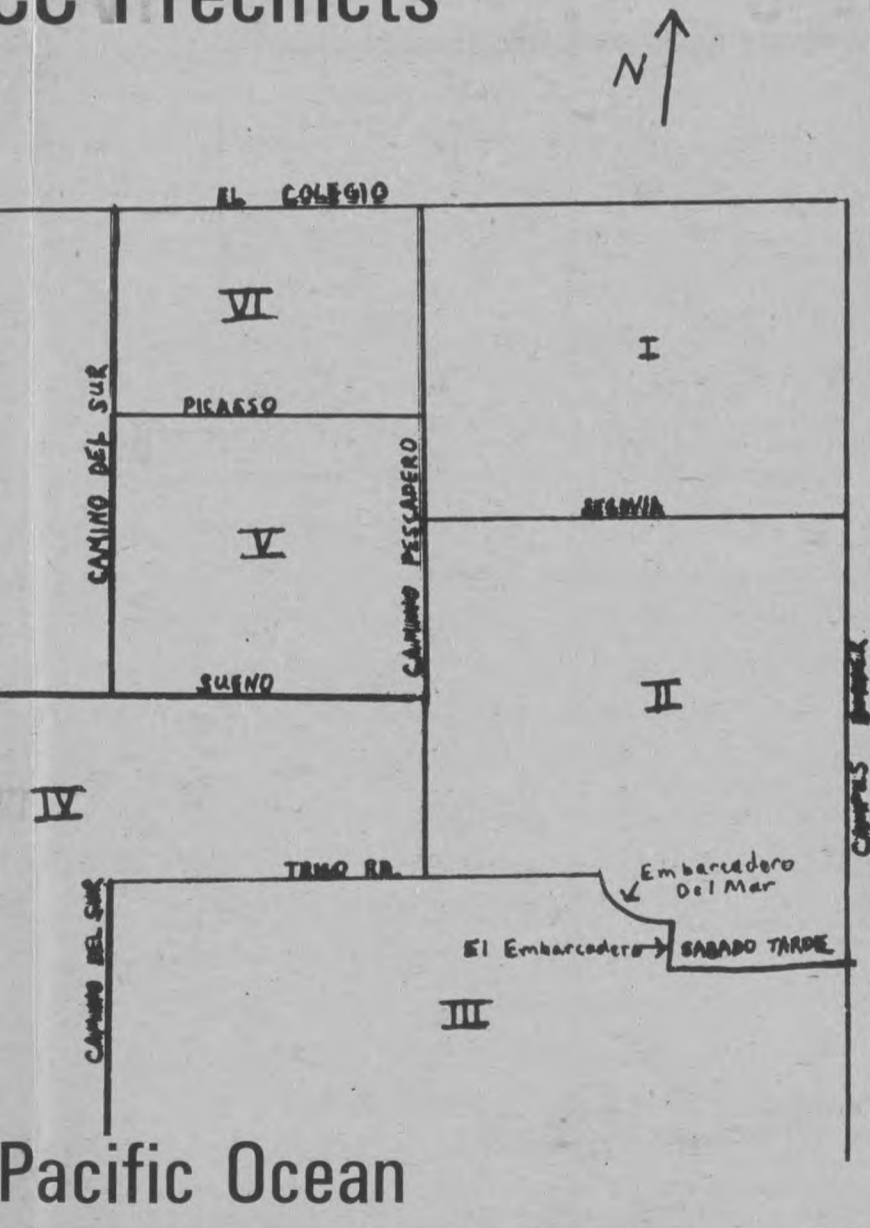 Precincts
N
EL COLEGIO
VI
I
CAMINO DEL SUR
PICASSO
CAMINO PESCADERO
SEGOVIA
V
SUENO
II
CAMPUS
IV
RD.
Embarcadero
Del Mar
CAMINO DEL SUR
El Embarcadero
SABADO TARDE
III
Pacific Ocean